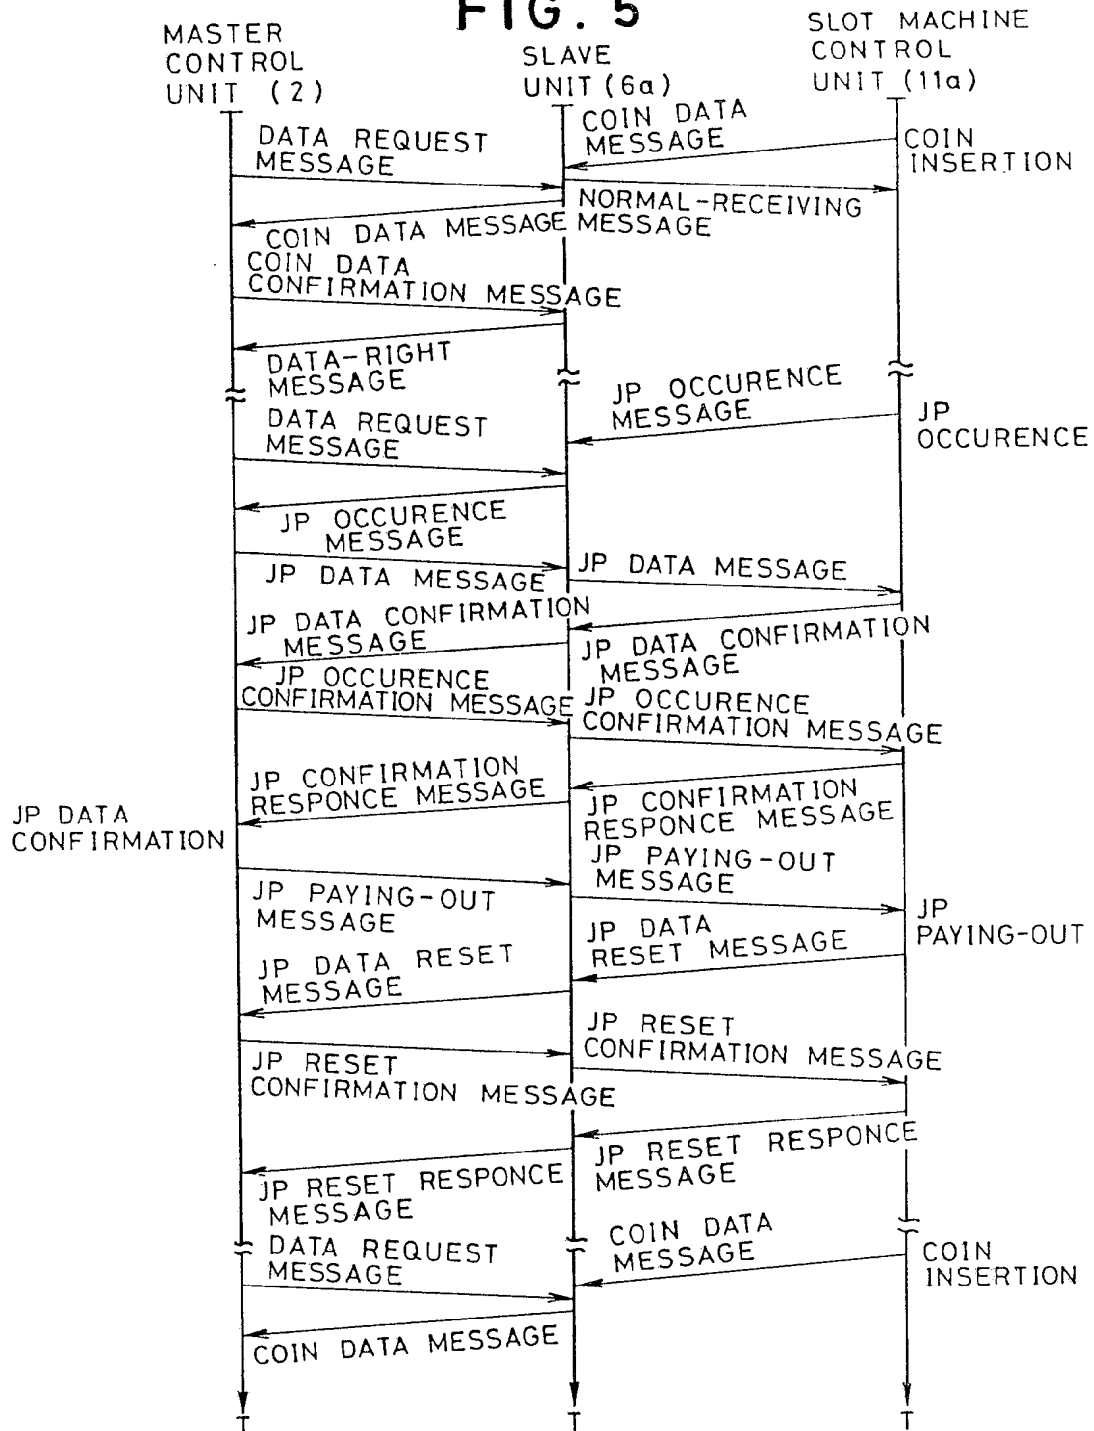 FIG. 5
MASTER
CONTROL
UNIT (2)
SLAVE
UNIT (6a)
SLOT MACHINE
CONTROL
UNIT (11a)
COIN DATA
MESSAGE
COIN
INSERTION
DATA REQUEST
MESSAGE
NORMAL-RECEIVING
MESSAGE
COIN DATA MESSAGE
COIN DATA
CONFIRMATION MESSAGE
DATA-RIGHT
MESSAGE
JP OCCURENCE
MESSAGE
JP
OCCURENCE
DATA REQUEST
MESSAGE
JP OCCURENCE
MESSAGE
JP DATA MESSAGE
JP DATA MESSAGE
JP DATA CONFIRMATION
MESSAGE
JP DATA CONFIRMATION
MESSAGE
JP OCCURENCE
CONFIRMATION MESSAGE
JP OCCURENCE
CONFIRMATION MESSAGE
JP CONFIRMATION
RESPONCE MESSAGE
JP CONFIRMATION
RESPONCE MESSAGE
JP DATA
CONFIRMATION
JP PAYING-OUT
MESSAGE
JP PAYING-OUT
MESSAGE
JP
PAYING-OUT
JP DATA
RESET MESSAGE
JP DATA RESET
MESSAGE
JP RESET
CONFIRMATION MESSAGE
JP RESET
CONFIRMATION MESSAGE
JP RESET RESPONCE
MESSAGE
JP RESET RESPONCE
MESSAGE
COIN DATA
MESSAGE
COIN
INSERTION
DATA REQUEST
MESSAGE
COIN DATA MESSAGE
T
T
T